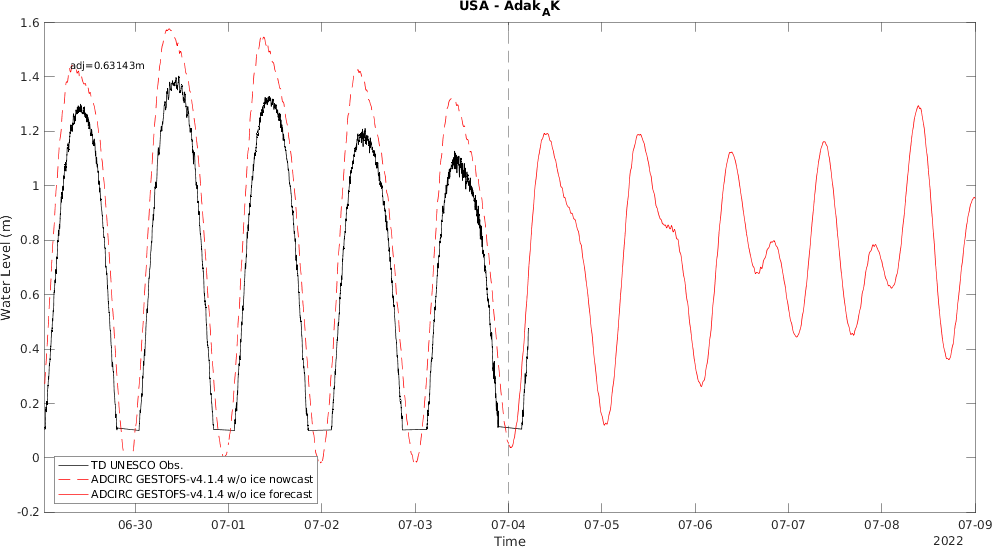 USA - Adak_AK
adj=0.63143m
1.6
1.4
1.2
1
0.8
0.6
0.4
0.2
0
-0.2
Water Level (m)
TD UNESCO Obs.
ADCIRC GESTOFS-v4.1.4 w/o ice nowcast
ADCIRC GESTOFS-v4.1.4 w/o ice forecast
06-30 07-01 07-02 07-03 07-04 07-05 07-06 07-07 07-08 07-09
Time
2022